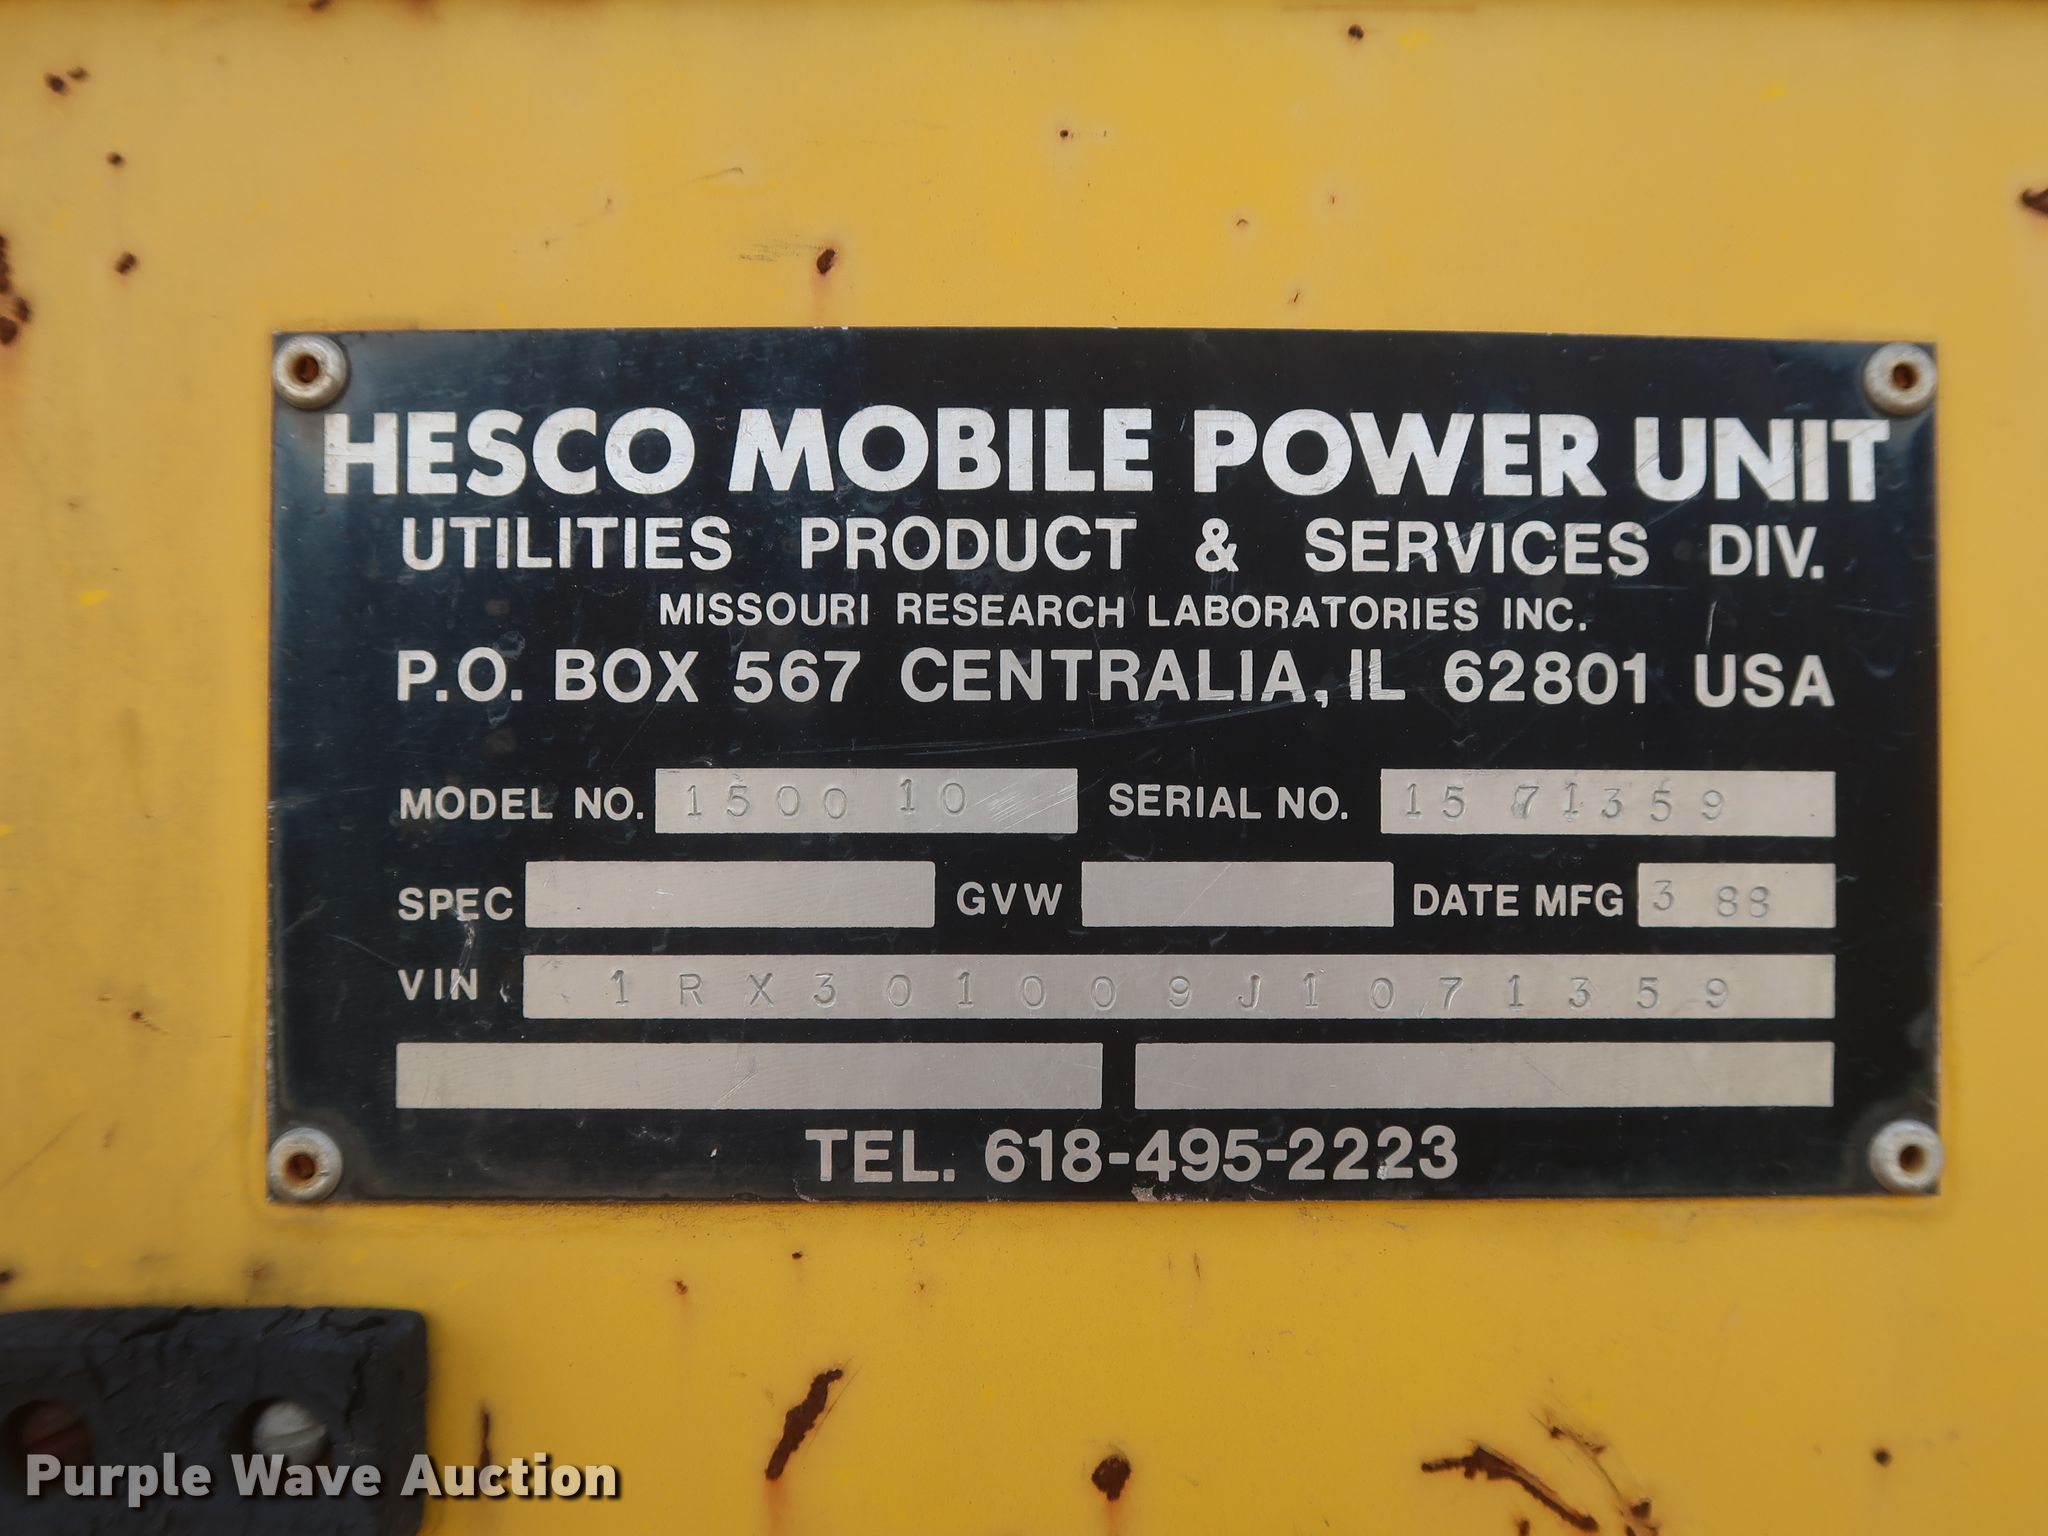 HESCO MOBILE POWER UNIT
UTILITIES PRODUCT & SERVICES DIV.
MISSOURI RESEARCH LABORATORIES INC.
P.O. BOX 567 CENTRALIA, IL 62801 USA
MODEL NO. 1500 10 SERIAL NO. 15 71359
SPEC GVW DATE MFG 3 88
VIN 1RX301009J1071359
TEL. 618-495-2223
Purple Wave Auction